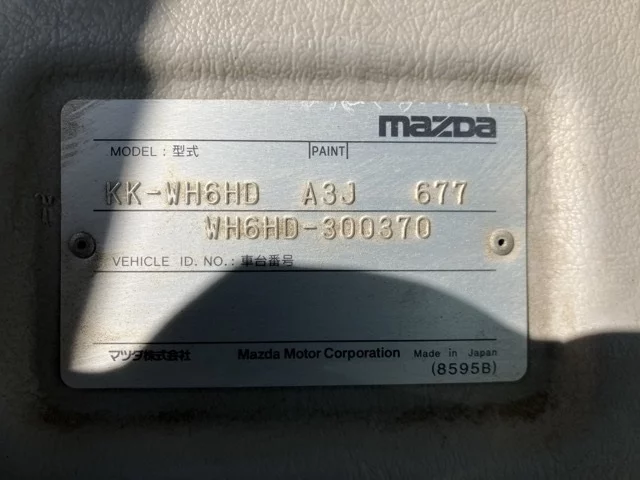 mazda
MODEL : 型式 |PAINT|
KK-WH6HD A3J 677
WH6HD-300370
VEHICLE ID. NO. : 車台番号
マツダ株式会社 Mazda Motor Corporation Made in Japan
(8595B)